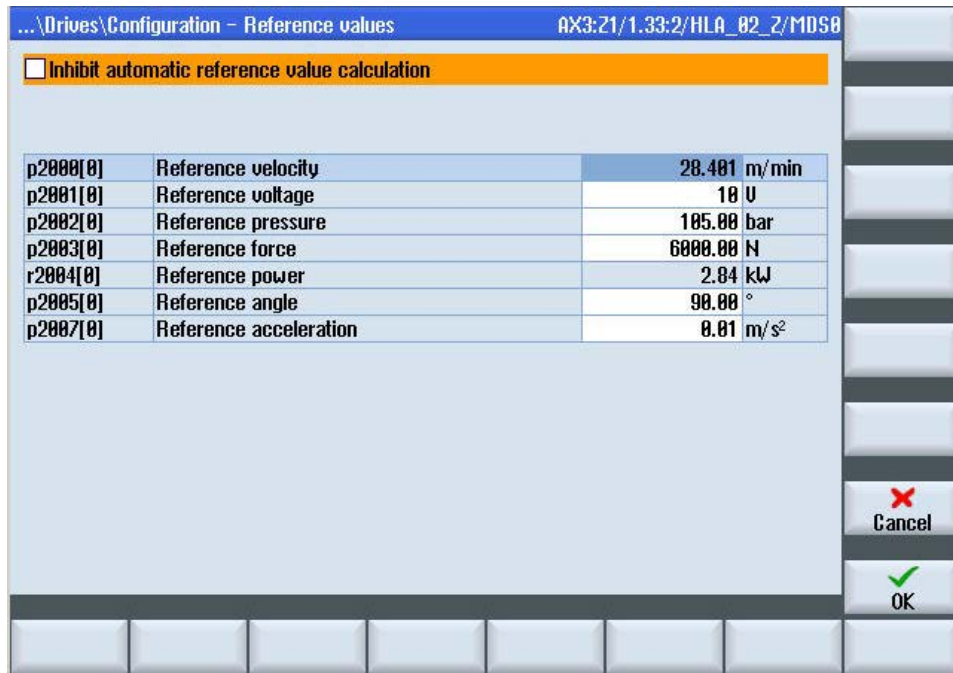 ...\Drives\Configuration - Reference values AX3:Z1/1.33:2/HLA_02_Z/MDS0
Inhibit automatic reference value calculation
p2000[0] Reference velocity 28.401 m/min
p2001[0] Reference voltage 10 V
p2002[0] Reference pressure 105.00 bar
p2003[0] Reference force 6000.00 N
r2004[0] Reference power 2.84 kW
p2005[0] Reference angle 90.00 °
p2007[0] Reference acceleration 0.01 m/s²
Cancel
OK